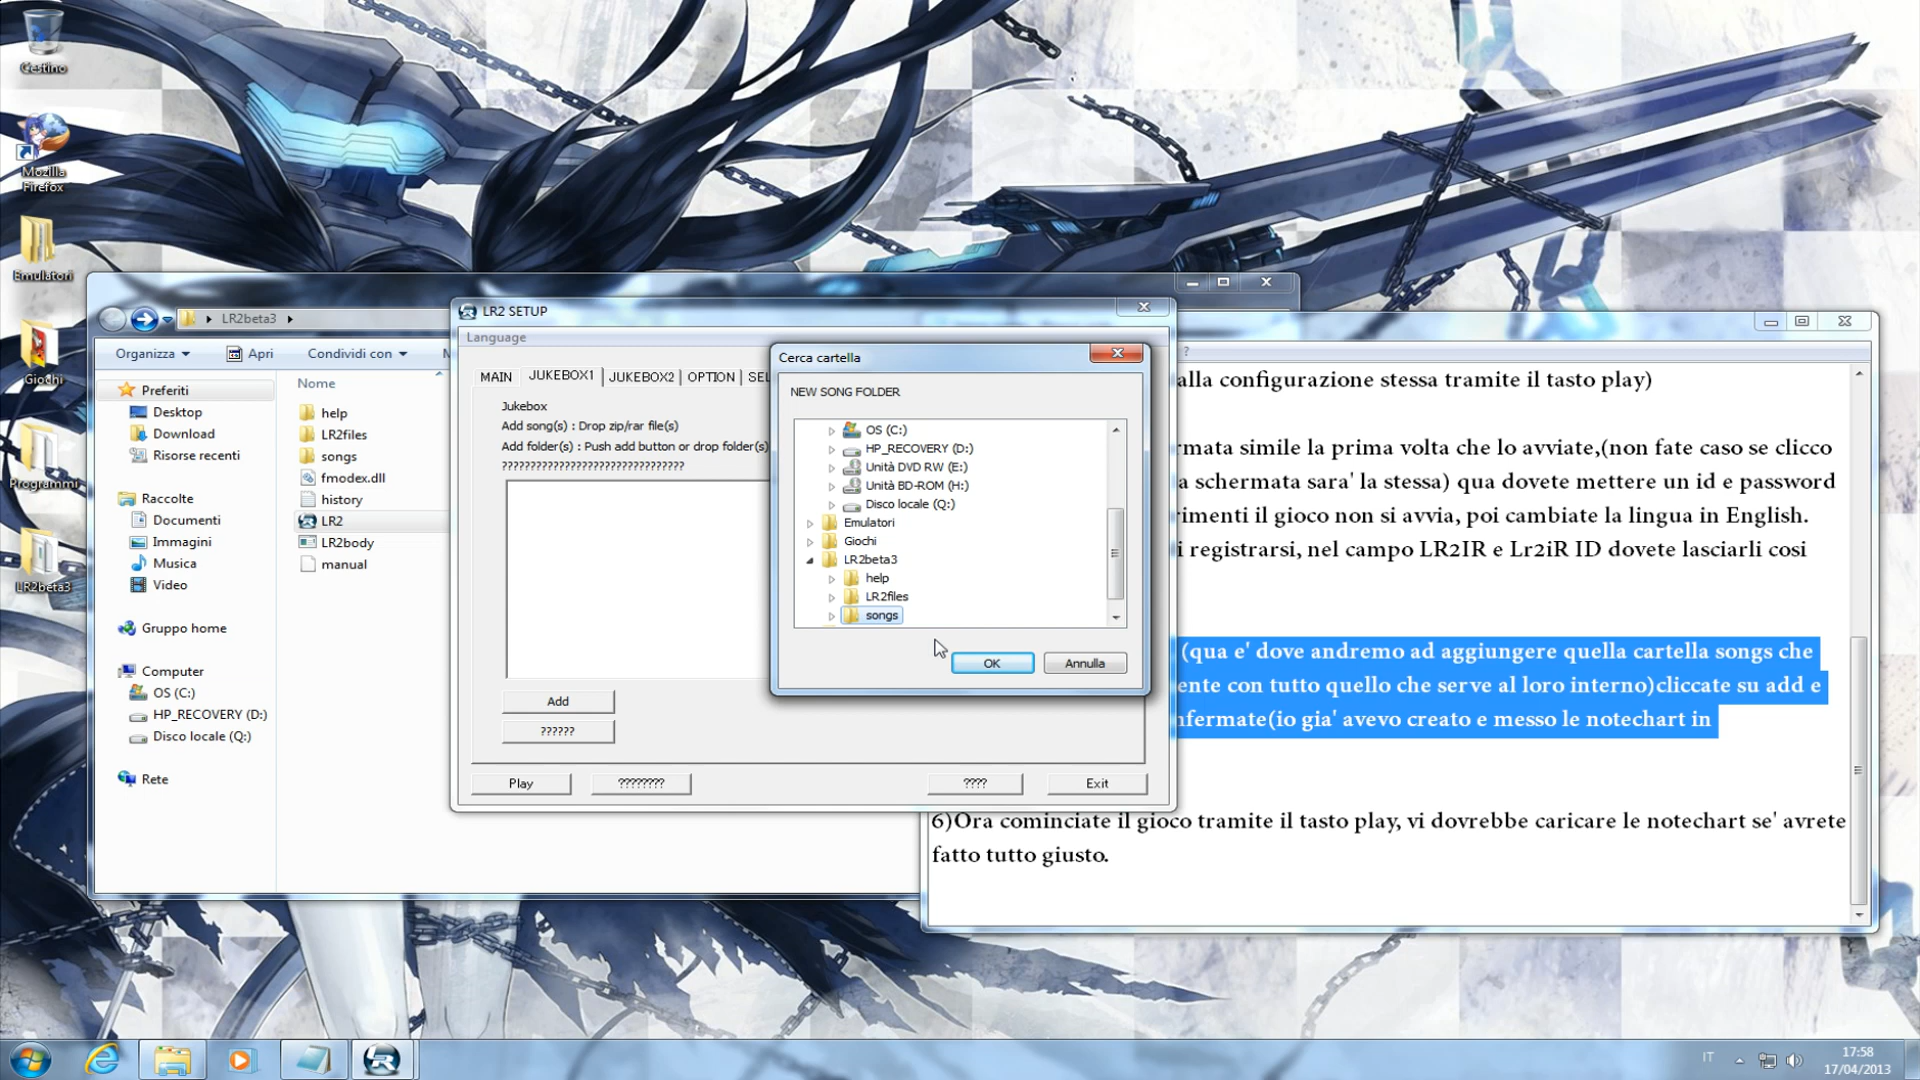 Cestino
Mozilla
Firefox
Emulatori
Giochi
Programmi
LR2beta3
LR2beta3
Organizza
Apri
Condividi con
Preferiti
Desktop
Download
Risorse recenti
Raccolte
Documenti
Immagini
Musica
Video
Gruppo home
Computer
OS (C:)
HP_RECOVERY (D:)
Disco locale (Q:)
Rete
Nome
help
LR2files
songs
fmodex.dll
history
LR2
LR2body
manual
LR2 SETUP
Language
MAIN JUKEBOX1 JUKEBOX2 OPTION SEL
Jukebox
Add song(s) : Drop zip/rar file(s)
Add folder(s) : Push add button or drop folder(s)
????????????????????????????????
Add
??????
Play
????????
????
Exit
Cerca cartella
NEW SONG FOLDER
OS (C:)
HP_RECOVERY (D:)
Unità DVD RW (E:)
Unità BD-ROM (H:)
Disco locale (Q:)
Emulatori
Giochi
LR2beta3
help
LR2files
songs
OK
Annulla
?
alla configurazione stessa tramite il tasto play)
rmata simile la prima volta che lo avviate,(non fate caso se clicco
a schermata sara' la stessa) qua dovete mettere un id e password
rimenti il gioco non si avvia, poi cambiate la lingua in English.
i registrarsi, nel campo LR2IR e Lr2iR ID dovete lasciarli cosi
(qua e' dove andremo ad aggiungere quella cartella songs che
ente con tutto quello che serve al loro interno)cliccate su add e
nfermate(io gia' avevo creato e messo le notechart in
6)Ora cominciate il gioco tramite il tasto play, vi dovrebbe caricare le notechart se' avrete
fatto tutto giusto.
IT
17:58
17/04/2013